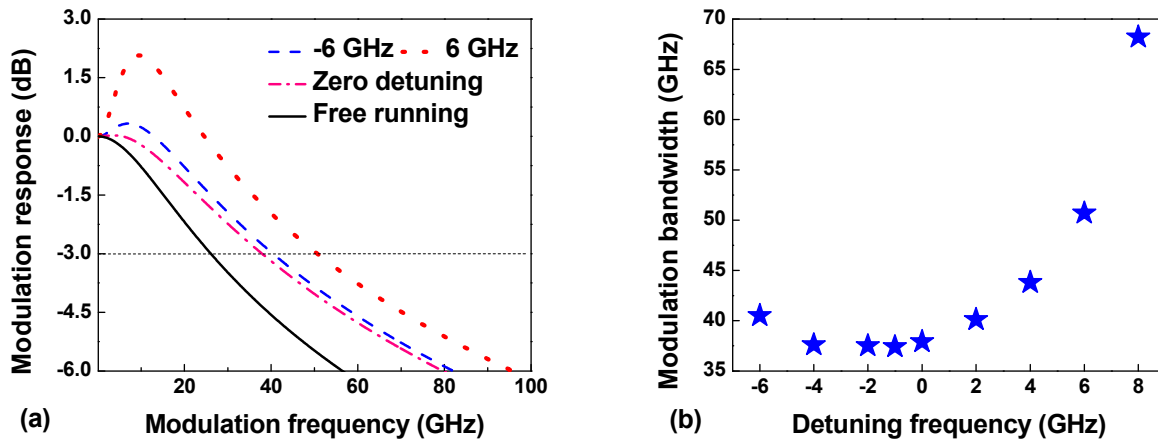 3.0
1.5
0.0
-1.5
-3.0
-4.5
-6.0
Modulation response (dB)
-6 GHz
6 GHz
Zero detuning
Free running
20
40
60
80
100
Modulation frequency (GHz)
(a)
70
65
60
55
50
45
40
35
Modulation bandwidth (GHz)
-6
-4
-2
0
2
4
6
8
Detuning frequency (GHz)
(b)